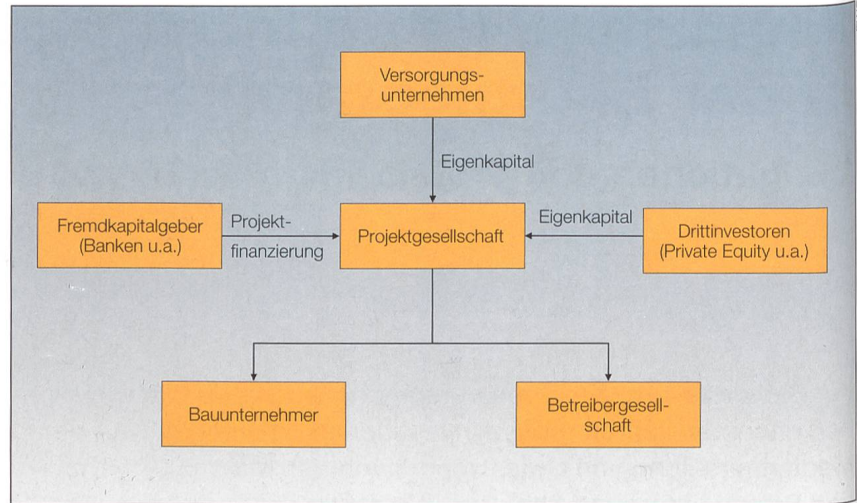 Versorgungs-
unternehmen
Eigenkapital
Fremdkapitalgeber
(Banken u.a.)
Projekt-
finanzierung
Projektgesellschaft
Eigenkapital
Drittinvestoren
(Private Equity u.a.)
Bauunternehmer
Betreibergesell-
schaft